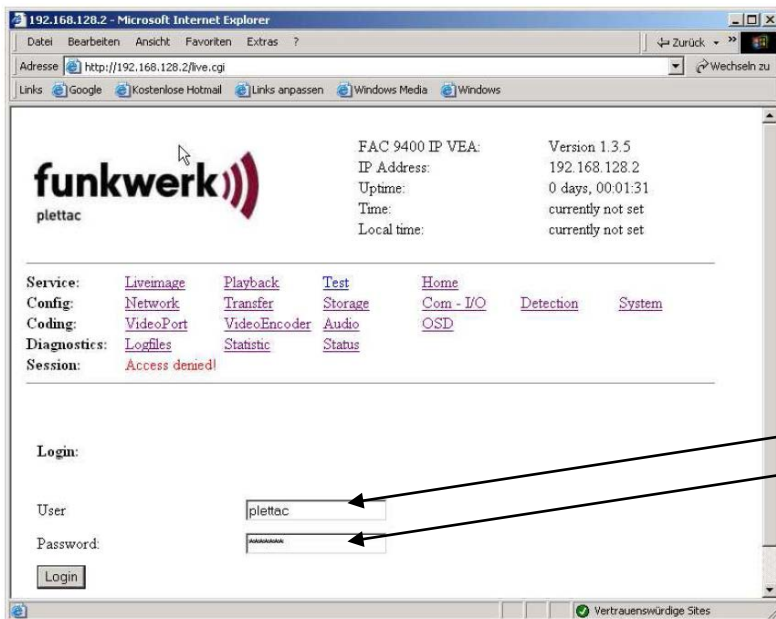 192.168.128.2 - Microsoft Internet Explorer
Datei Bearbeiten Ansicht Favoriten Extras ?
Zurück
Adresse http://192.168.128.2/live.cgi Wechseln zu
Links Google Kostenlose Hotmail Links anpassen Windows Media Windows
funkwerk
plettac
FAC 9400 IP VEA: Version 1.3.5
IP Address: 192.168.128.2
Uptime: 0 days, 00:01:31
Time: currently not set
Local time: currently not set
Service: Liveimage Playback Test Home
Config: Network Transfer Storage Com - I/O Detection System
Coding: VideoPort VideoEncoder Audio OSD
Diagnostics: Logfiles Statistic Status
Session: Access denied!
Login:
User plettac
Password: *******
Login
Vertrauenswürdige Sites